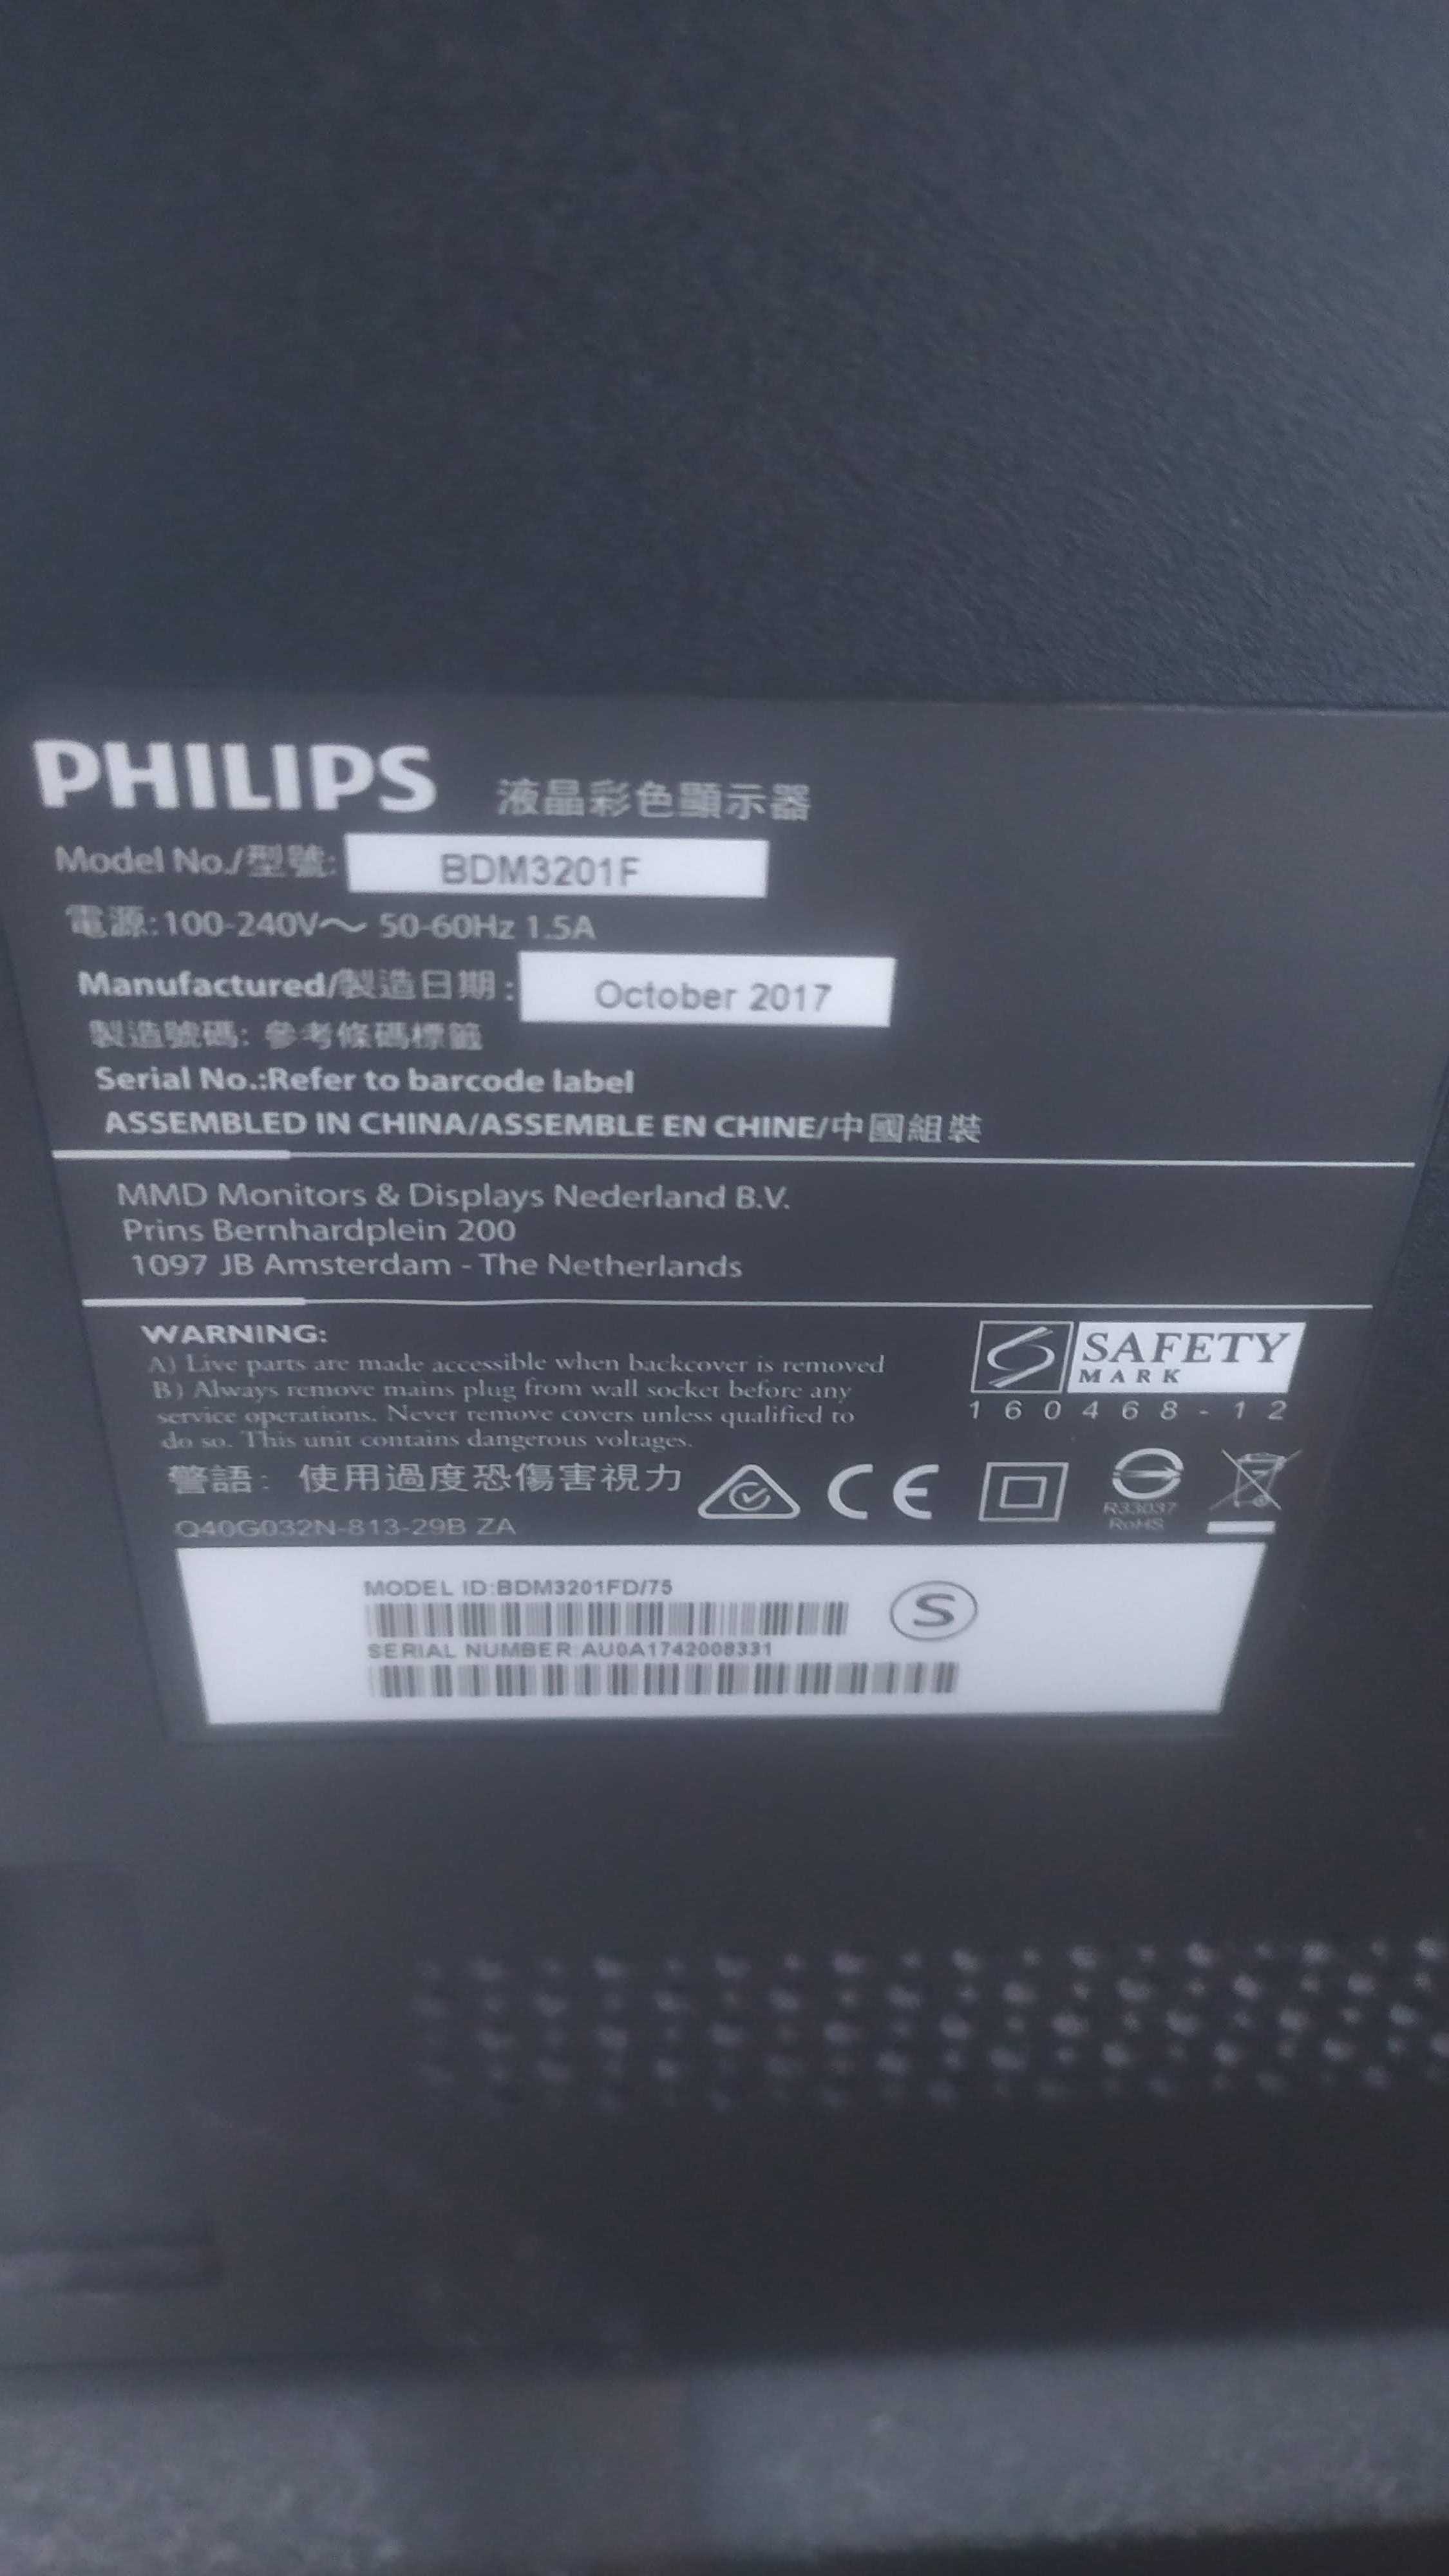 PHILIPS 液晶彩色顯示器
Model No./型號: BDM3201F
電源:100-240V～ 50-60Hz 1.5A
Manufactured/製造日期: October 2017
製造號碼: 參考條碼標籤
Serial No.:Refer to barcode label
ASSEMBLED IN CHINA/ASSEMBLE EN CHINE/中國組裝
MMD Monitors & Displays Nederland B.V.
Prins Bernhardplein 200
1097 JB Amsterdam - The Netherlands
WARNING:
A) Live parts are made accessible when backcover is removed
B) Always remove mains plug from wall socket before any
service operations. Never remove covers unless qualified to
do so. This unit contains dangerous voltages.
SAFETY
MARK
160468-12
警語: 使用過度恐傷害視力
CE
R33037
RoHS
Q40G032N-813-29B ZA
MODEL ID:BDM3201FD/75
S
SERIAL NUMBER:AU0A1742008331